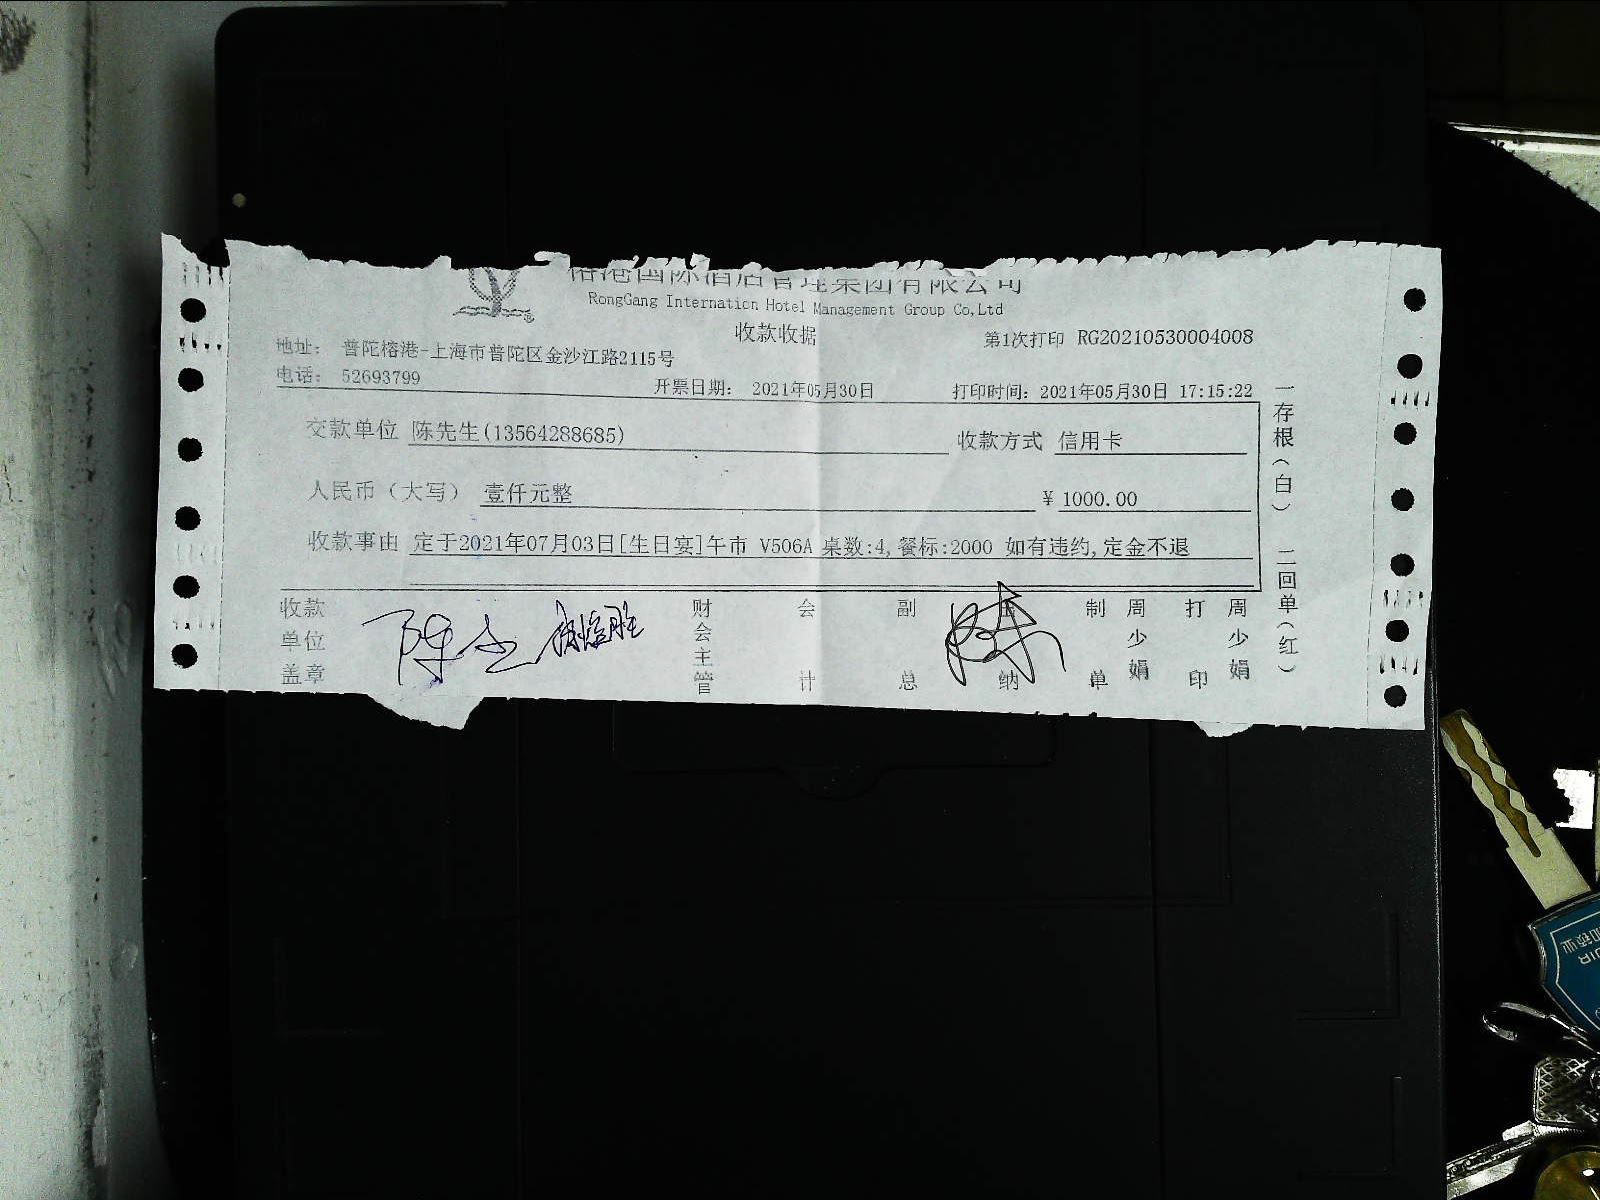 榕港国际酒店管理集团有限公司
RongGang Internation Hotel Management Group Co,Ltd
收款收据
第1次打印 RG20210530004008
地址： 普陀榕港-上海市普陀区金沙江路2115号
电话： 52693799
开票日期： 2021年05月30日
打印时间：2021年05月30日 17:15:22
交款单位 陈先生(13564288685)
收款方式 信用卡
人民币（大写） 壹仟元整
¥ 1000.00
收款事由 定于2021年07月03日[生日宴]午市 V506A 桌数:4,餐标:2000 如有违约,定金不退
收款单位盖章
财会主管
会计
副总
出纳
制单
周少娟
打印
周少娟
一存根（白） 二回单（红）